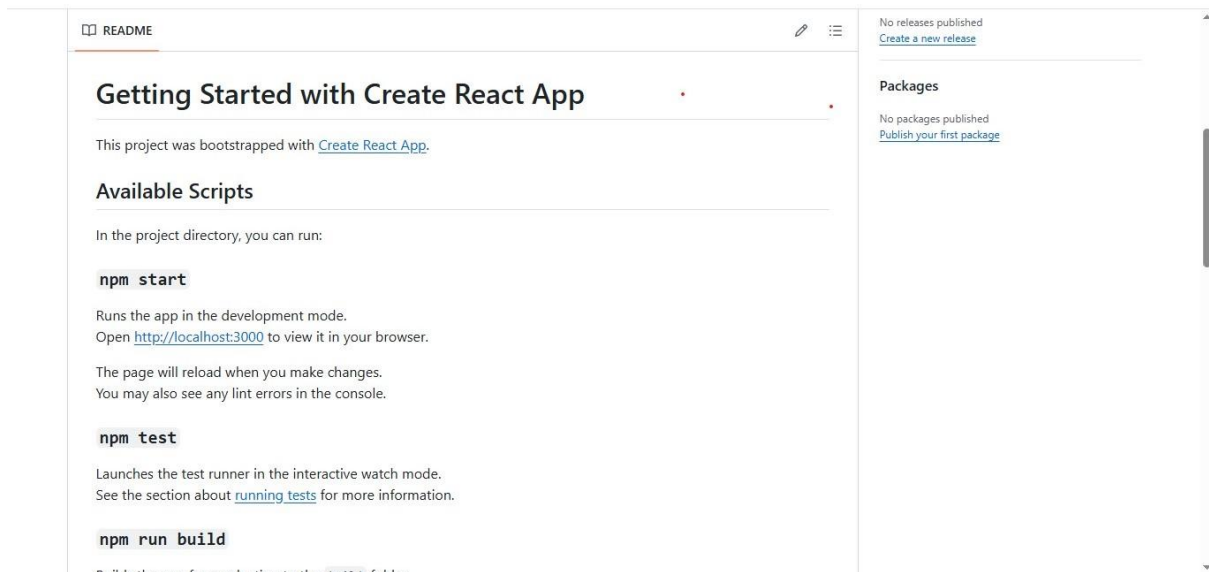 README
Getting Started with Create React App
This project was bootstrapped with Create React App.
Available Scripts
In the project directory, you can run:
npm start
Runs the app in the development mode.
Open http://localhost:3000 to view it in your browser.
The page will reload when you make changes.
You may also see any lint errors in the console.
npm test
Launches the test runner in the interactive watch mode.
See the section about running tests for more information.
npm run build
No releases published
Create a new release
Packages
No packages published
Publish your first package